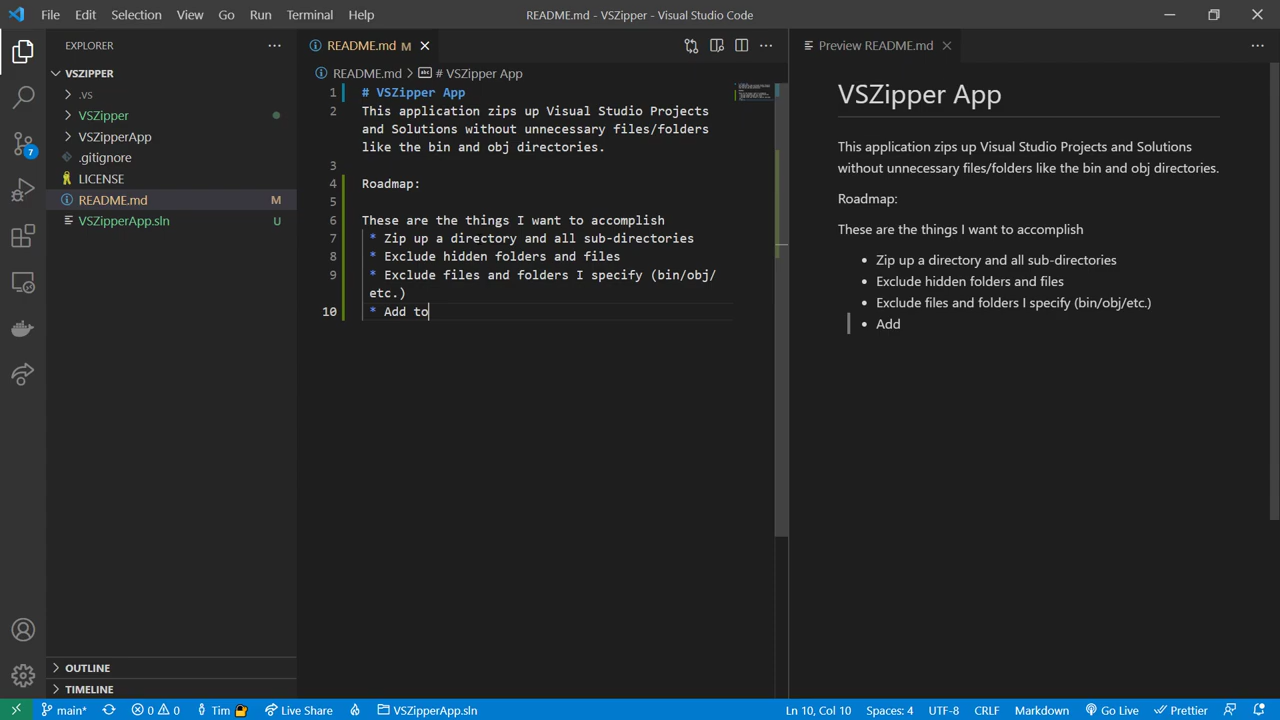 File Edit Selection View Go Run Terminal Help
README.md - VSZipper - Visual Studio Code
EXPLORER
VSZIPPER
.vs
VSZipper
VSZipperApp
.gitignore
LICENSE
README.md M
VSZipperApp.sln U
OUTLINE
TIMELINE
7
README.md M
README.md > # VSZipper App
1 # VSZipper App
2 This application zips up Visual Studio Projects
and Solutions without unnecessary files/folders
like the bin and obj directories.
3
4 Roadmap:
5
6 These are the things I want to accomplish
7 * Zip up a directory and all sub-directories
8 * Exclude hidden folders and files
9 * Exclude files and folders I specify (bin/obj/
etc.)
10 * Add to
Preview README.md
VSZipper App
This application zips up Visual Studio Projects and Solutions
without unnecessary files/folders like the bin and obj directories.
Roadmap:
These are the things I want to accomplish
• Zip up a directory and all sub-directories
• Exclude hidden folders and files
• Exclude files and folders I specify (bin/obj/etc.)
• Add
main* 0 0 Tim Live Share VSZipperApp.sln Ln 10, Col 10 Spaces: 4 UTF-8 CRLF Markdown Go Live Prettier